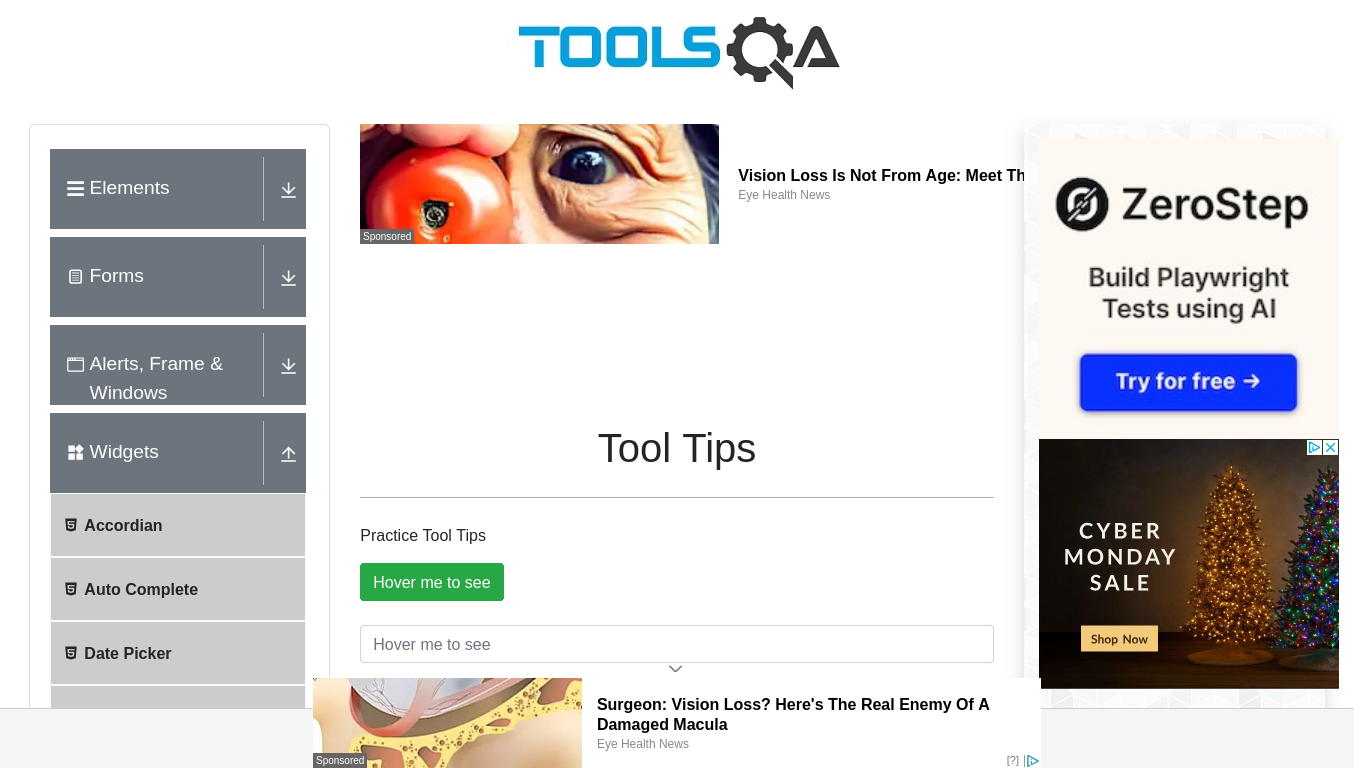 TOOLSQA
Elements
Forms
Alerts, Frame &
Windows
Widgets
Accordian
Auto Complete
Date Picker
Sponsored
Vision Loss Is Not From Age: Meet Th
Eye Health News
Tool Tips
Practice Tool Tips
Hover me to see
Hover me to see
ZeroStep
Build Playwright
Tests using AI
Try for free →
CYBER
MONDAY
SALE
Shop Now
Sponsored
Surgeon: Vision Loss? Here's The Real Enemy Of A
Damaged Macula
Eye Health News
[?]